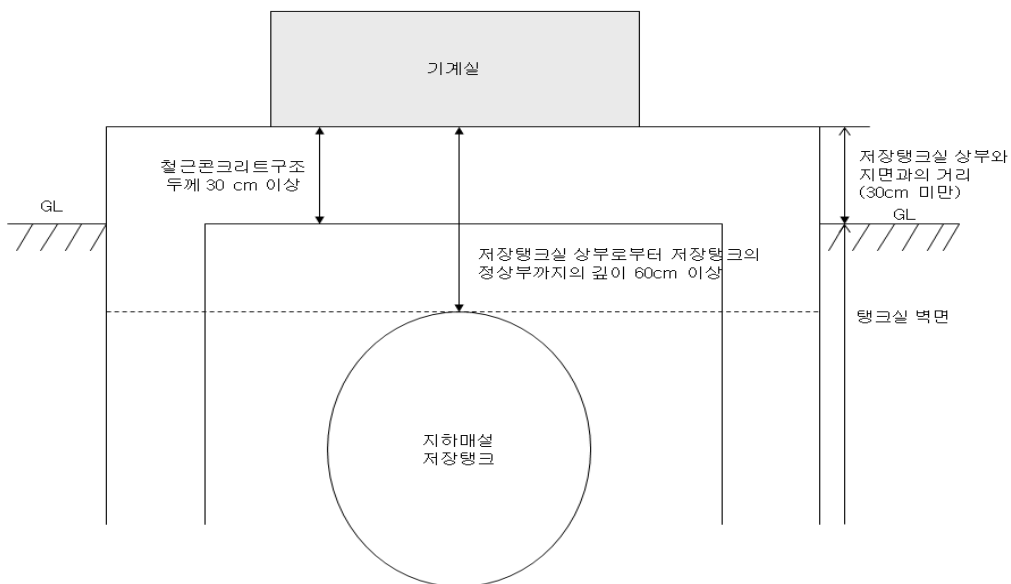 기계실
철근콘크리트구조
두께 30 cm 이상
저장탱크실 상부와
지면과의 거리
(30cm 미만)
GL
GL
저장탱크실 상부로부터 저장탱크의
정상부까지의 깊이 60cm 이상
탱크실 벽면
지하매설
저장탱크